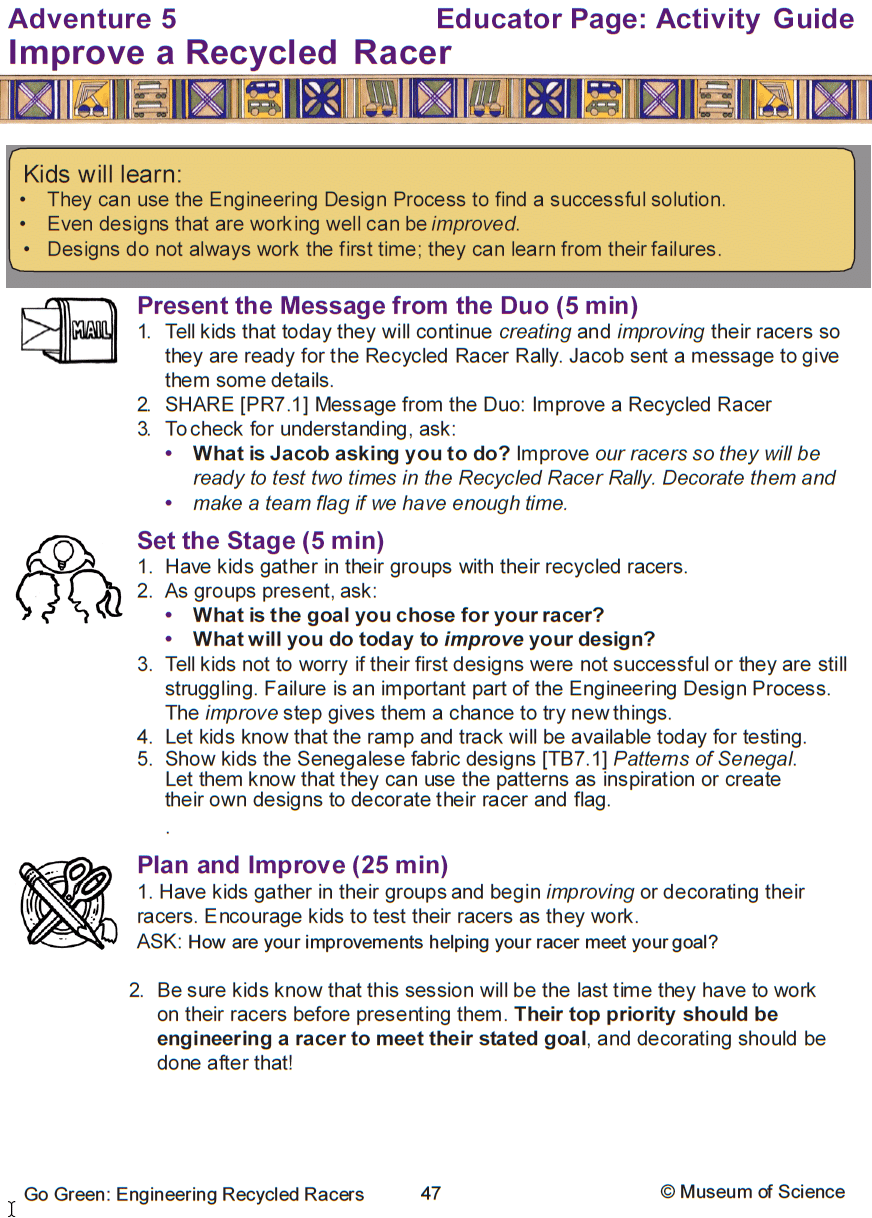 Adventure 5
Educator Page: Activity Guide
Improve a Recycled Racer
Kids will learn:
• They can use the Engineering Design Process to find a successful solution.
• Even designs that are working well can be improved.
• Designs do not always work the first time; they can learn from their failures.
MAIL
Present the Message from the Duo (5 min)
1. Tell kids that today they will continue creating and improving their racers so
they are ready for the Recycled Racer Rally. Jacob sent a message to give
them some details.
2. SHARE [PR7.1] Message from the Duo: Improve a Recycled Racer
3. To check for understanding, ask:
• What is Jacob asking you to do? Improve our racers so they will be
ready to test two times in the Recycled Racer Rally. Decorate them and
• make a team flag if we have enough time.
Set the Stage (5 min)
1. Have kids gather in their groups with their recycled racers.
2. As groups present, ask:
• What is the goal you chose for your racer?
• What will you do today to improve your design?
3. Tell kids not to worry if their first designs were not successful or they are still
struggling. Failure is an important part of the Engineering Design Process.
The improve step gives them a chance to try new things.
4. Let kids know that the ramp and track will be available today for testing.
5. Show kids the Senegalese fabric designs [TB7.1] Patterns of Senegal.
Let them know that they can use the patterns as inspiration or create
their own designs to decorate their racer and flag.
.
Plan and Improve (25 min)
1. Have kids gather in their groups and begin improving or decorating their
racers. Encourage kids to test their racers as they work.
ASK: How are your improvements helping your racer meet your goal?
2. Be sure kids know that this session will be the last time they have to work
on their racers before presenting them. Their top priority should be
engineering a racer to meet their stated goal, and decorating should be
done after that!
Go Green: Engineering Recycled Racers
47
© Museum of Science